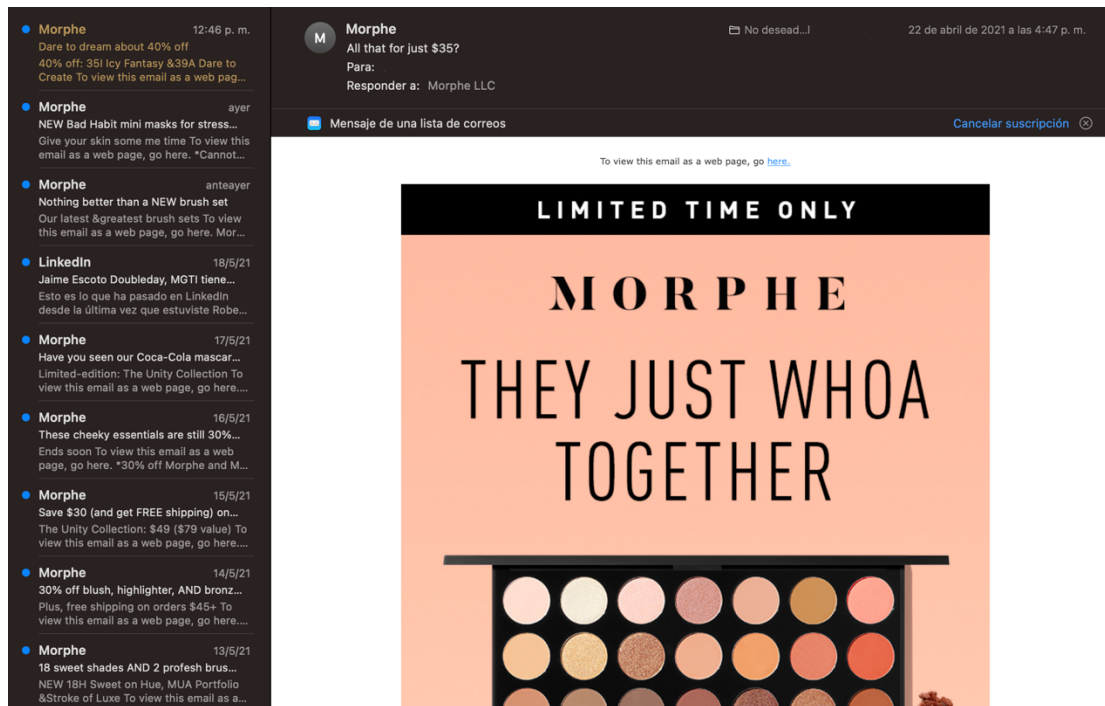 Morphe 12:46 p. m.
Dare to dream about 40% off
40% off: 35I Icy Fantasy &39A Dare to
Create To view this email as a web pag...
Morphe ayer
NEW Bad Habit mini masks for stress...
Give your skin some me time To view this
email as a web page, go here. *Cannot...
Morphe anteayer
Nothing better than a NEW brush set
Our latest &greatest brush sets To view
this email as a web page, go here. Mor...
LinkedIn 18/5/21
Jaime Escoto Doubleday, MGTI tiene...
Esto es lo que ha pasado en LinkedIn
desde la última vez que estuviste Robe...
Morphe 17/5/21
Have you seen our Coca-Cola mascar...
Limited-edition: The Unity Collection To
view this email as a web page, go here....
Morphe 16/5/21
These cheeky essentials are still 30%...
Ends soon To view this email as a web
page, go here. *30% off Morphe and M...
Morphe 15/5/21
Save $30 (and get FREE shipping) on...
The Unity Collection: $49 ($79 value) To
view this email as a web page, go here....
Morphe 14/5/21
30% off blush, highlighter, AND bronz...
Plus, free shipping on orders $45+ To
view this email as a web page, go here....
Morphe 13/5/21
18 sweet shades AND 2 profesh brus...
NEW 18H Sweet on Hue, MUA Portfolio
&Stroke of Luxe To view this email as a...
M
Morphe
No desead...l
22 de abril de 2021 a las 4:47 p. m.
All that for just $35?
Para:
Responder a: Morphe LLC
Mensaje de una lista de correos
Cancelar suscripción
To view this email as a web page, go here.
LIMITED TIME ONLY
MORPHE
THEY JUST WHOA
TOGETHER